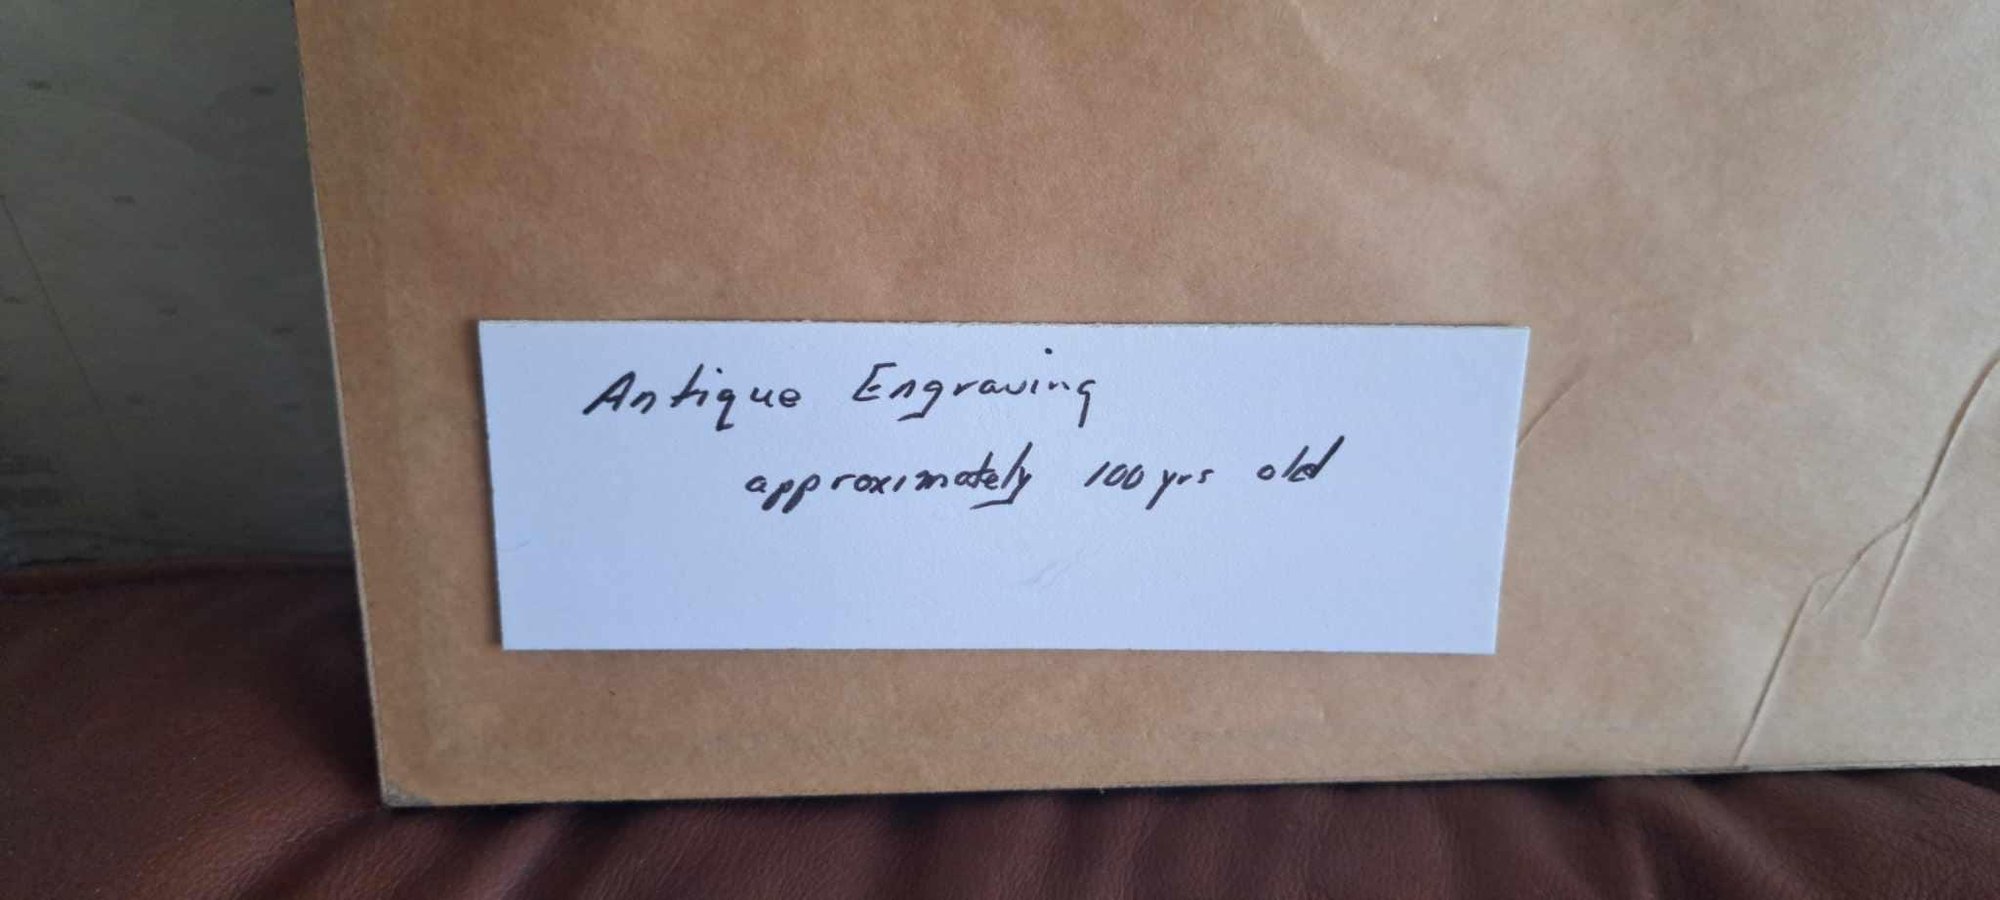 Antique Engraving
approximately 100 yrs old